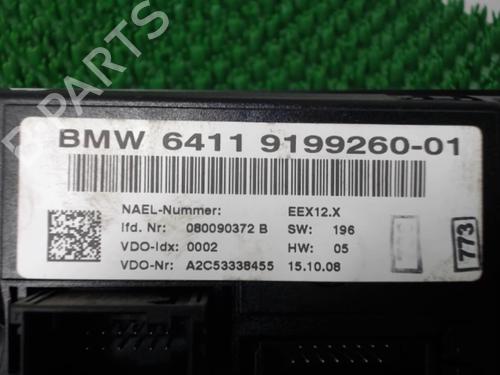 BMW 6411 9199260-01
NAEL-Nummer: EEX12.X
lfd. Nr: 080090372 B SW: 196
VDO-Idx: 0002 HW: 05
VDO-Nr: A2C53338455 15.10.08
773
B-PARTS